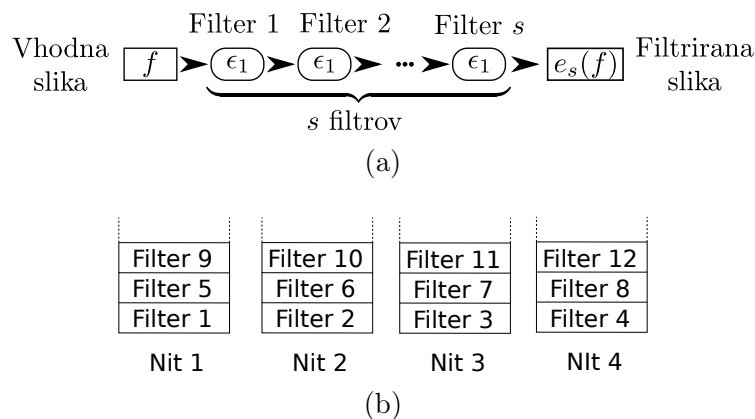 Filter 1 Filter 2 Filter s
Vhodna slika f ϵ₁ ϵ₁ ... ϵ₁ eₛ(f) Filtrirana slika
s filtrov
(a)
Filter 9 Filter 10 Filter 11 Filter 12
Filter 5 Filter 6 Filter 7 Filter 8
Filter 1 Filter 2 Filter 3 Filter 4
Nit 1 Nit 2 Nit 3 NIt 4
(b)